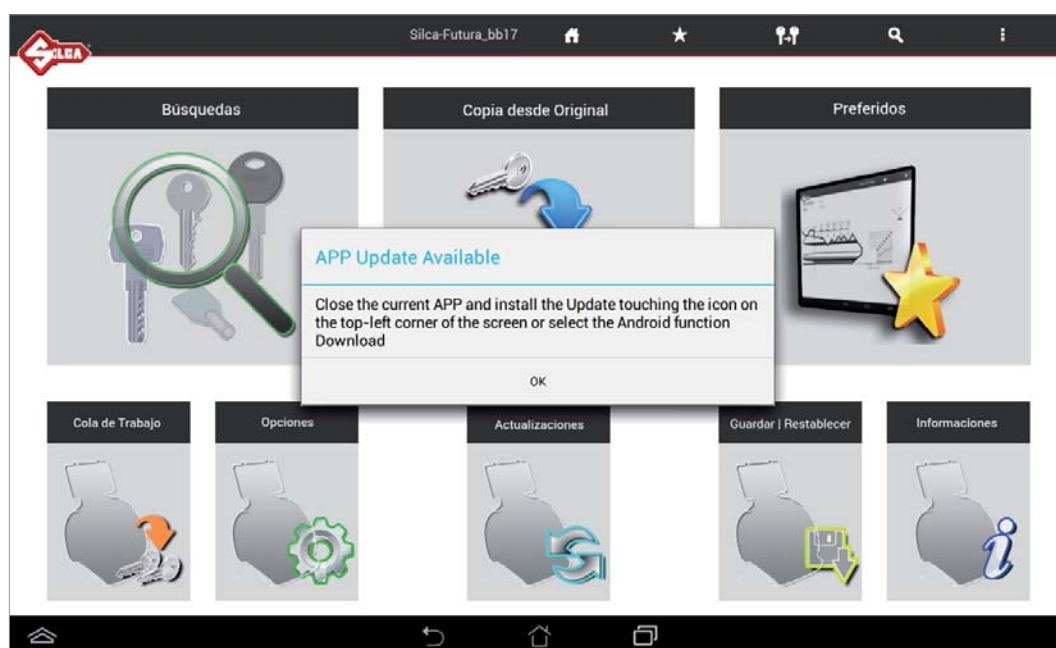 SILCA
Silca-Futura_bb17
Búsquedas
Copia desde Original
Preferidos
APP Update Available
Close the current APP and install the Update touching the icon on
the top-left corner of the screen or select the Android function
Download
OK
Cola de Trabajo
Opciones
Actualizaciones
Guardar | Restablecer
Informaciones